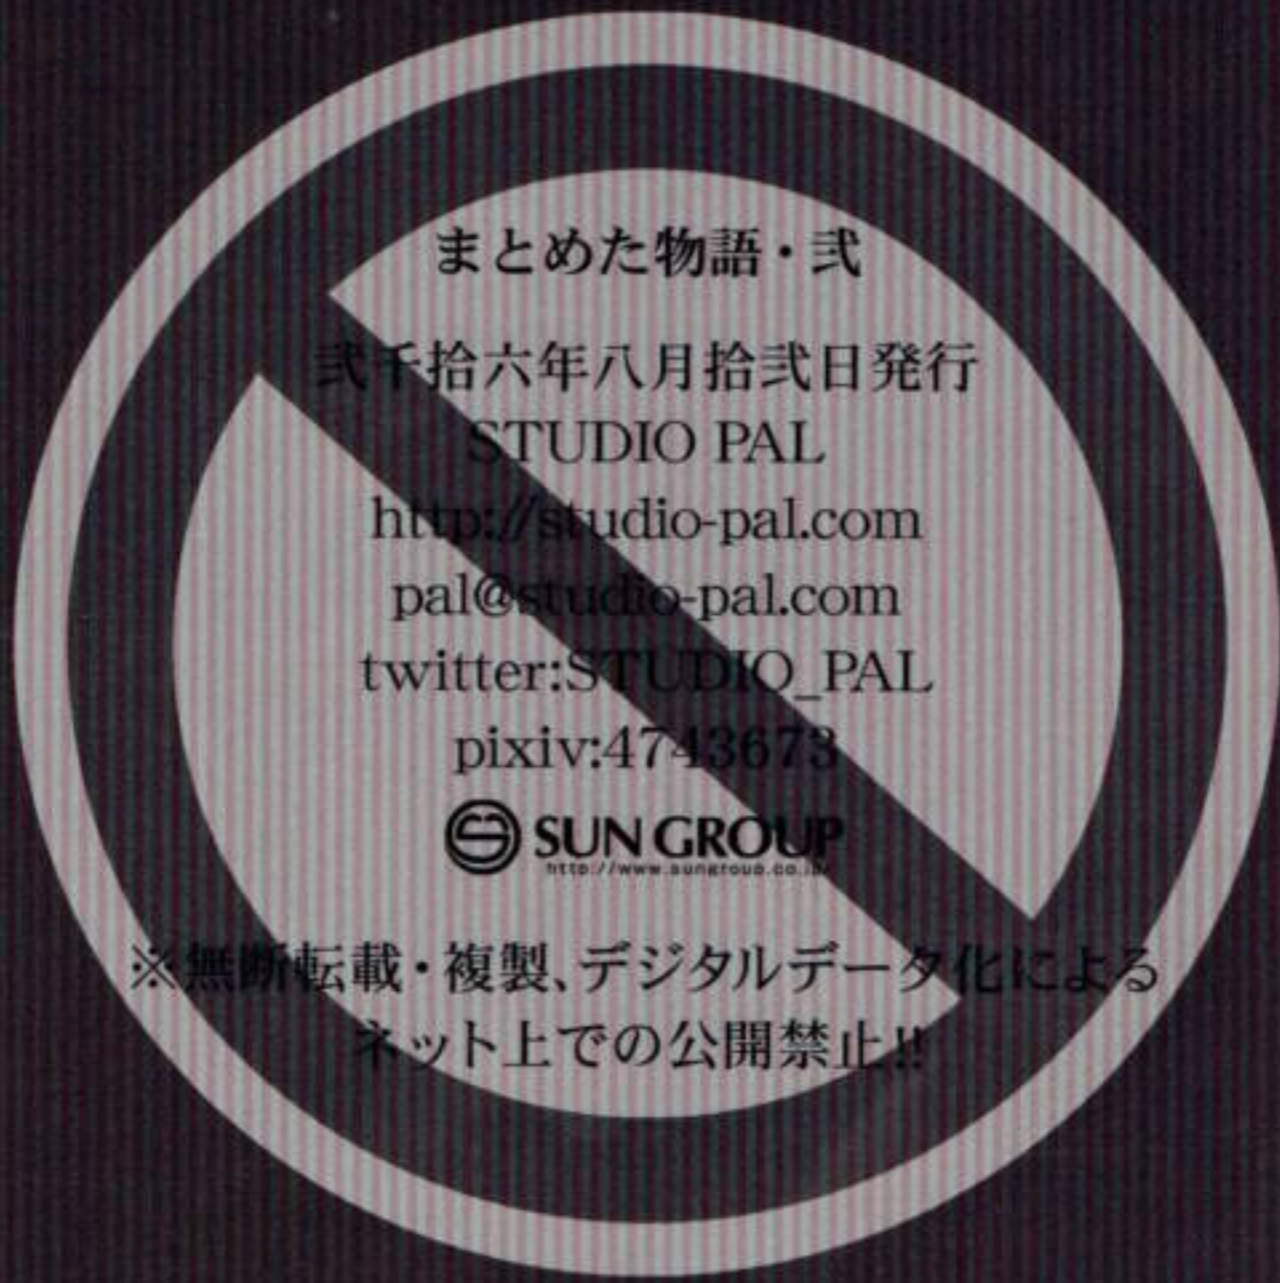 まとめた物語・弐
弐千拾六年八月拾弐日発行
STUDIO PAL
http://studio-pal.com
pal@studio-pal.com
twitter:STUDIO_PAL
pixiv:4743673
SUN GROUP
http://www.sungroup.co.jp/
※無断転載・複製、デジタルデータ化による
ネット上での公開禁止!!